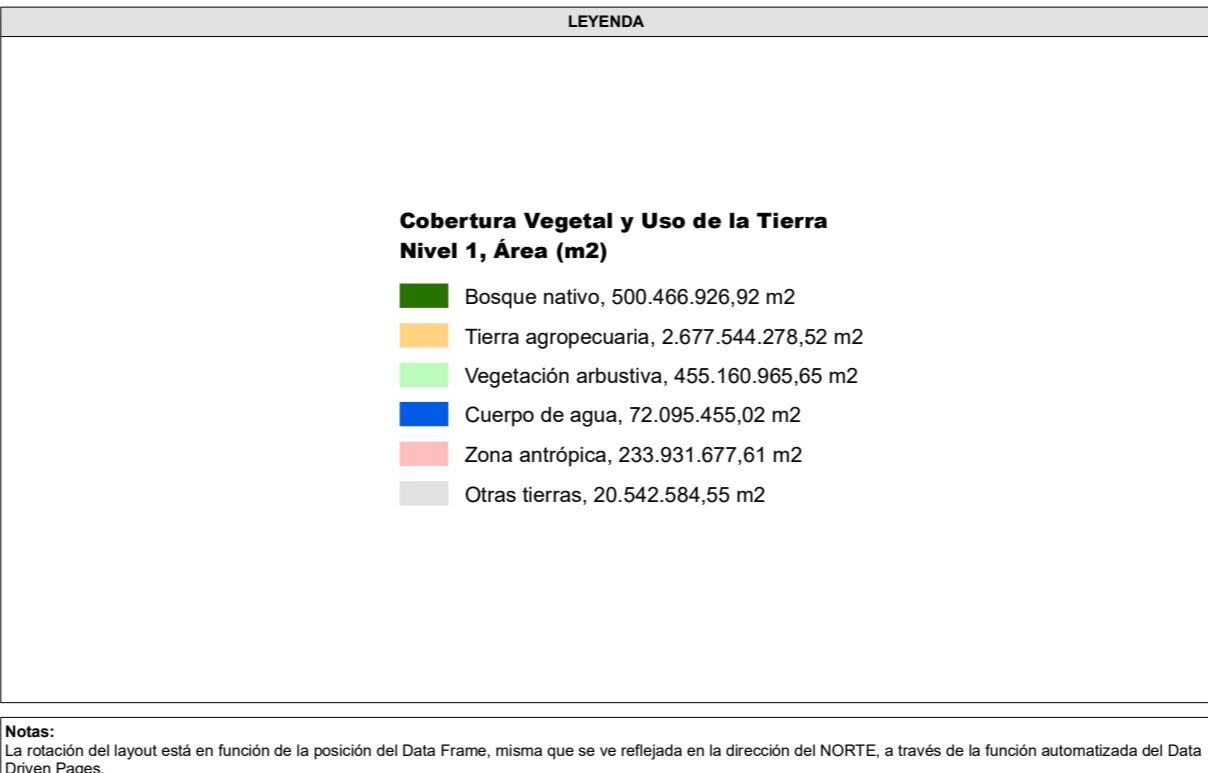 LEYENDA
Cobertura Vegetal y Uso de la Tierra
Nivel 1, Área (m2)
Bosque nativo, 500.466.926,92 m2
Tierra agropecuaria, 2.677.544.278,52 m2
Vegetación arbustiva, 455.160.965,65 m2
Cuerpo de agua, 72.095.455,02 m2
Zona antrópica, 233.931.677,61 m2
Otras tierras, 20.542.584,55 m2
Notas:
La rotación del layout está en función de la posición del Data Frame, misma que se ve reflejada en la dirección del NORTE, a través de la función automatizada del Data
Driven Pages.